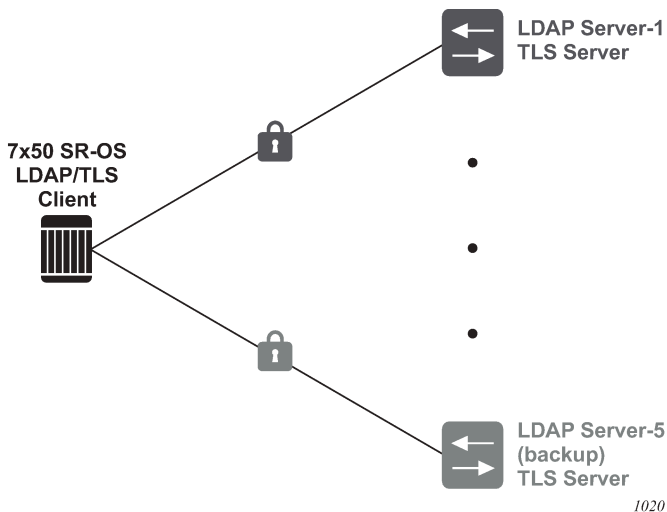 LDAP Server-1
TLS Server
7x50 SR-OS
LDAP/TLS
Client
LDAP Server-5
(backup)
TLS Server
1020